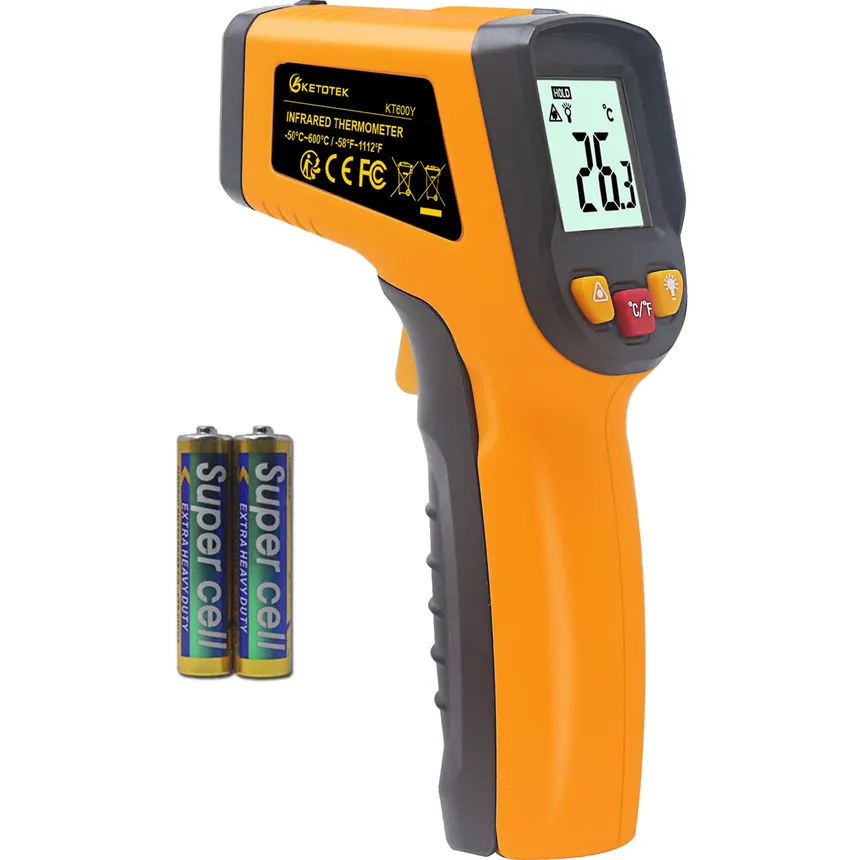 KETOTEK
KT600Y
INFRARED THERMOMETER
-50°C~600°C / -58°F~1112°F
CE FC
HOLD
°C
26.3
°C/°F
Super cell
EXTRA HEAVY DUTY
Super cell
EXTRA HEAVY DUTY